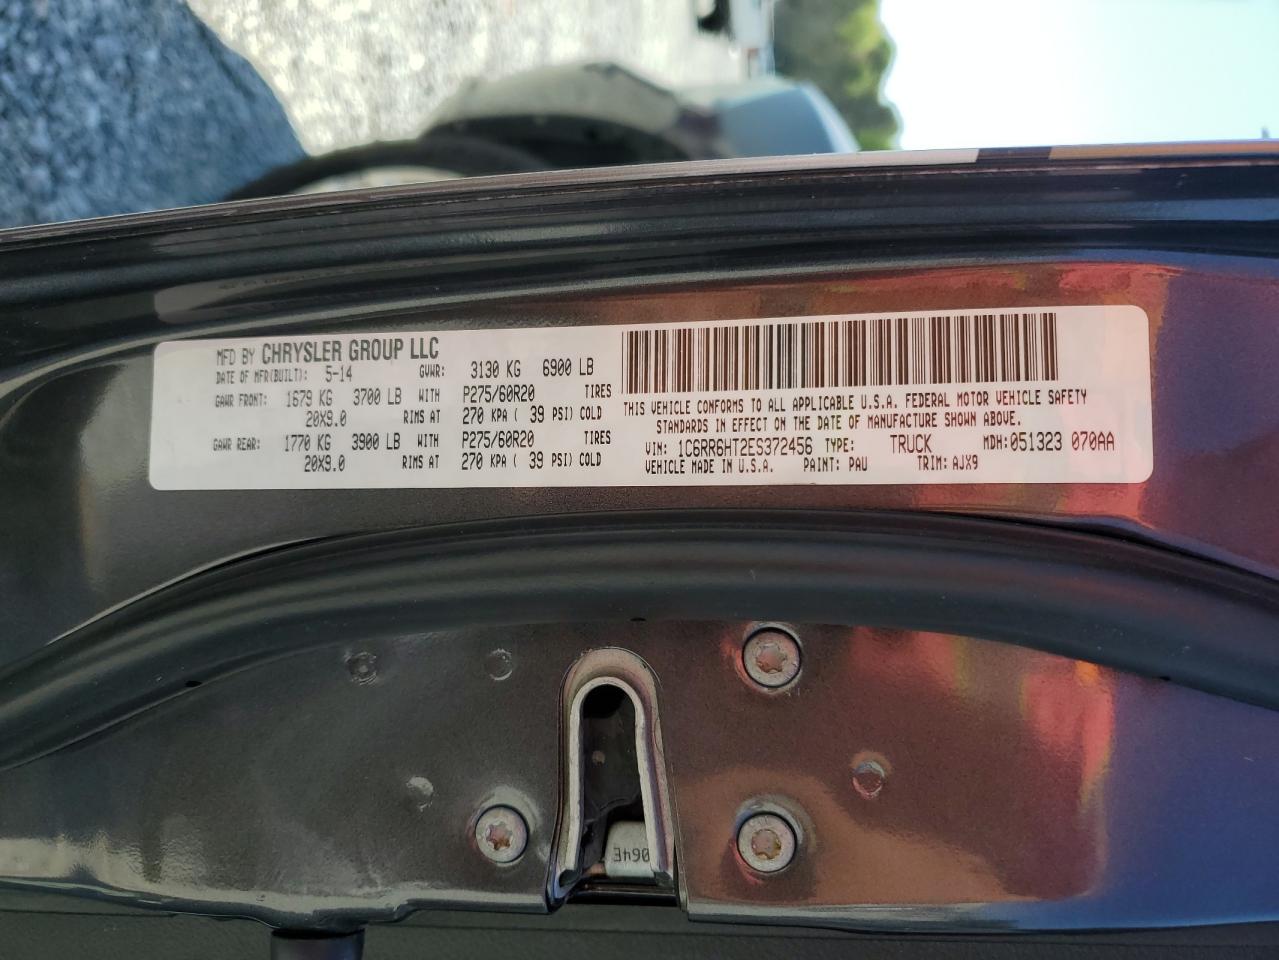 MFD BY CHRYSLER GROUP LLC
DATE OF MFR(BUILT): 5-14 GVWR: 3130 KG 6900 LB
GAWR FRONT: 1679 KG 3700 LB WITH P275/60R20 TIRES
20X9.0 RIMS AT 270 KPA ( 39 PSI) COLD
GAWR REAR: 1770 KG 3900 LB WITH P275/60R20 TIRES
20X9.0 RIMS AT 270 KPA ( 39 PSI) COLD
THIS VEHICLE CONFORMS TO ALL APPLICABLE U.S.A. FEDERAL MOTOR VEHICLE SAFETY
STANDARDS IN EFFECT ON THE DATE OF MANUFACTURE SHOWN ABOVE.
VIN: 1C6RR6HT2ES372456 TYPE: TRUCK MDH: 051323 070AA
VEHICLE MADE IN U.S.A. PAINT: PAU TRIM: AJX9
064E